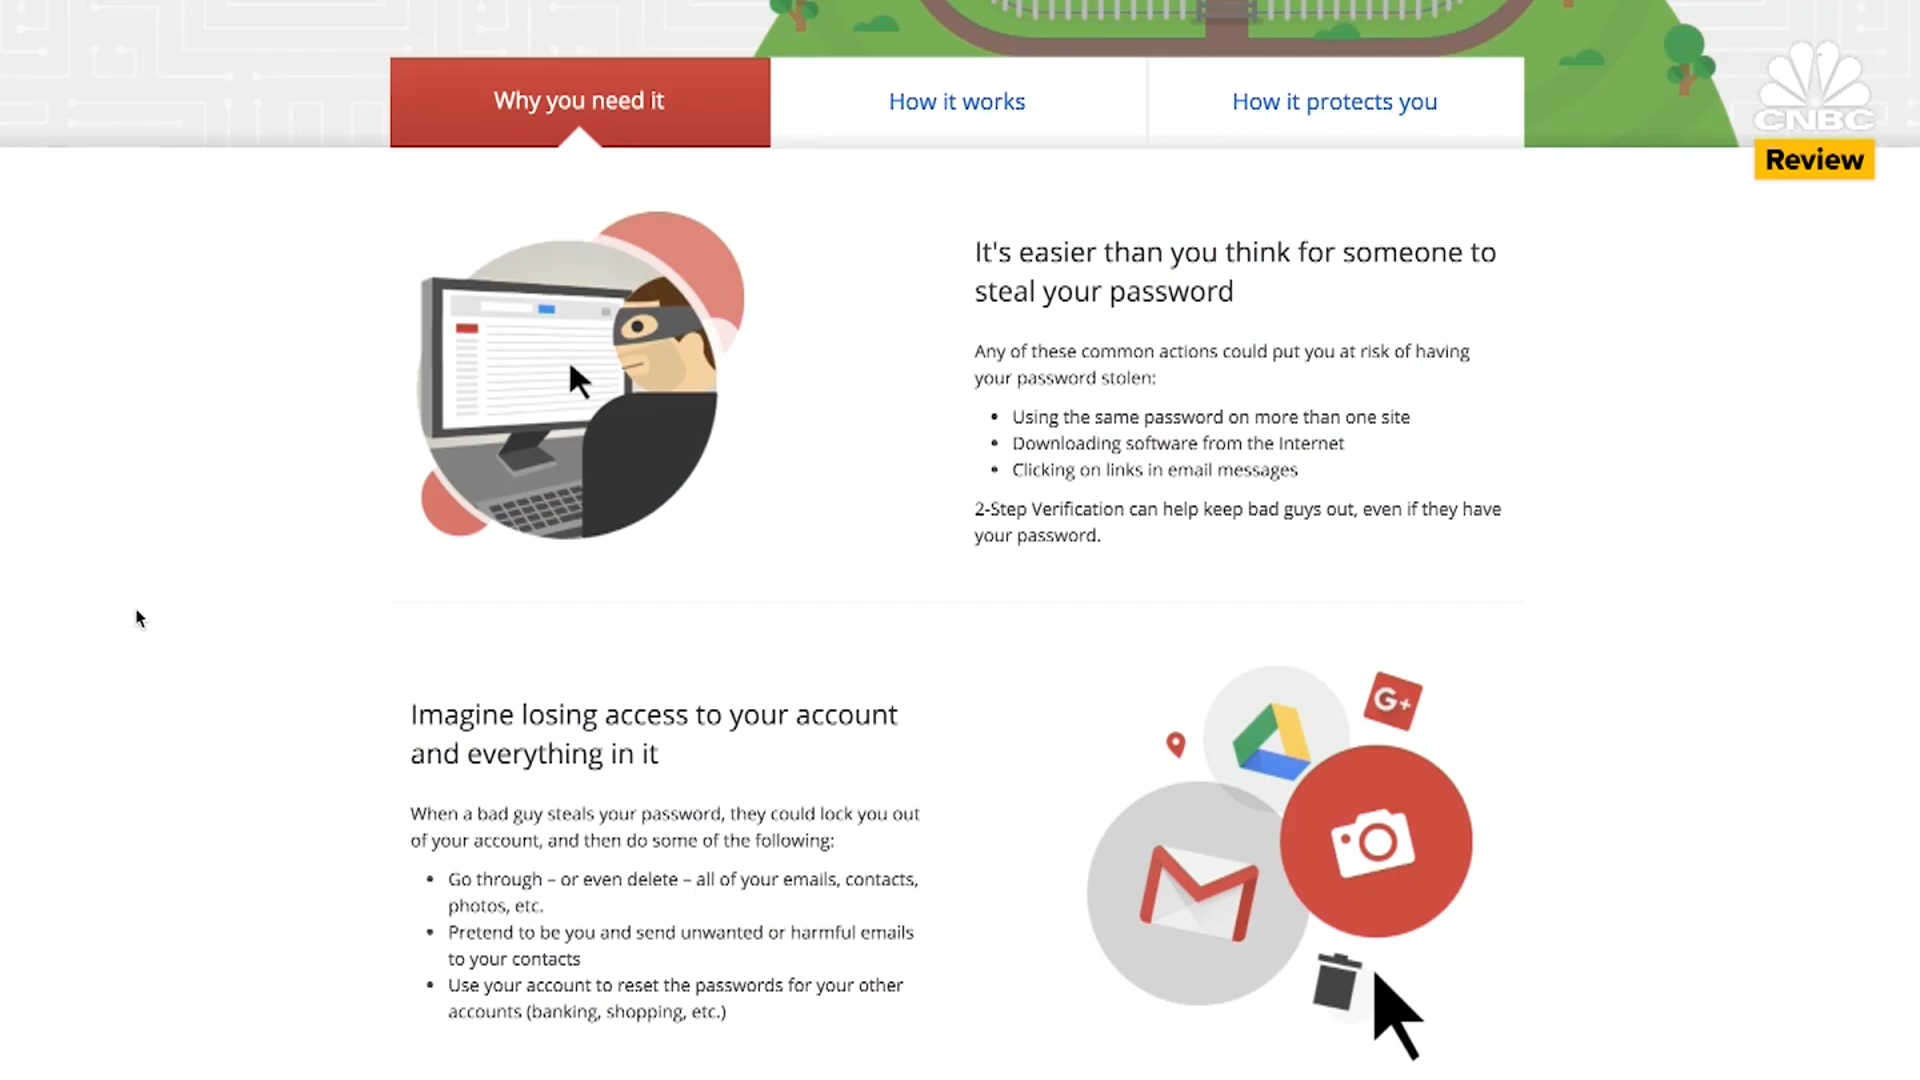 Why you need it
How it works
How it protects you
CNBC
Review
It's easier than you think for someone to
steal your password
Any of these common actions could put you at risk of having
your password stolen:
• Using the same password on more than one site
• Downloading software from the Internet
• Clicking on links in email messages
2-Step Verification can help keep bad guys out, even if they have
your password.
Imagine losing access to your account
and everything in it
When a bad guy steals your password, they could lock you out
of your account, and then do some of the following:
• Go through – or even delete – all of your emails, contacts,
photos, etc.
• Pretend to be you and send unwanted or harmful emails
to your contacts
• Use your account to reset the passwords for your other
accounts (banking, shopping, etc.)
G+